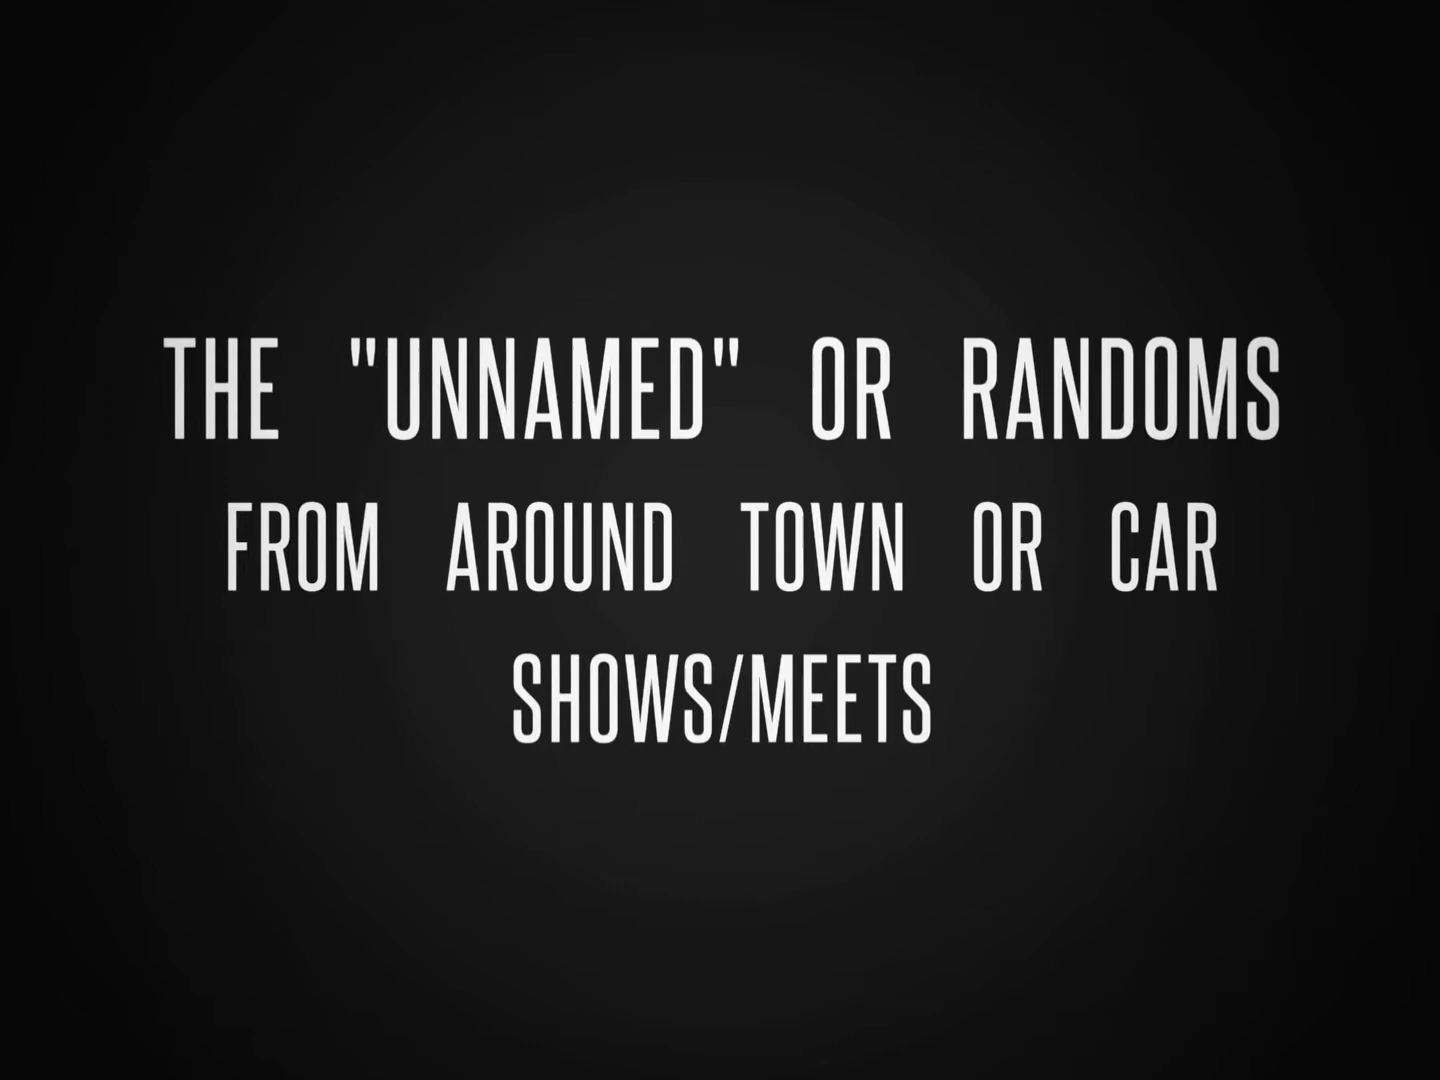 THE "UNNAMED" OR RANDOMS
FROM AROUND TOWN OR CAR
SHOWS/MEETS